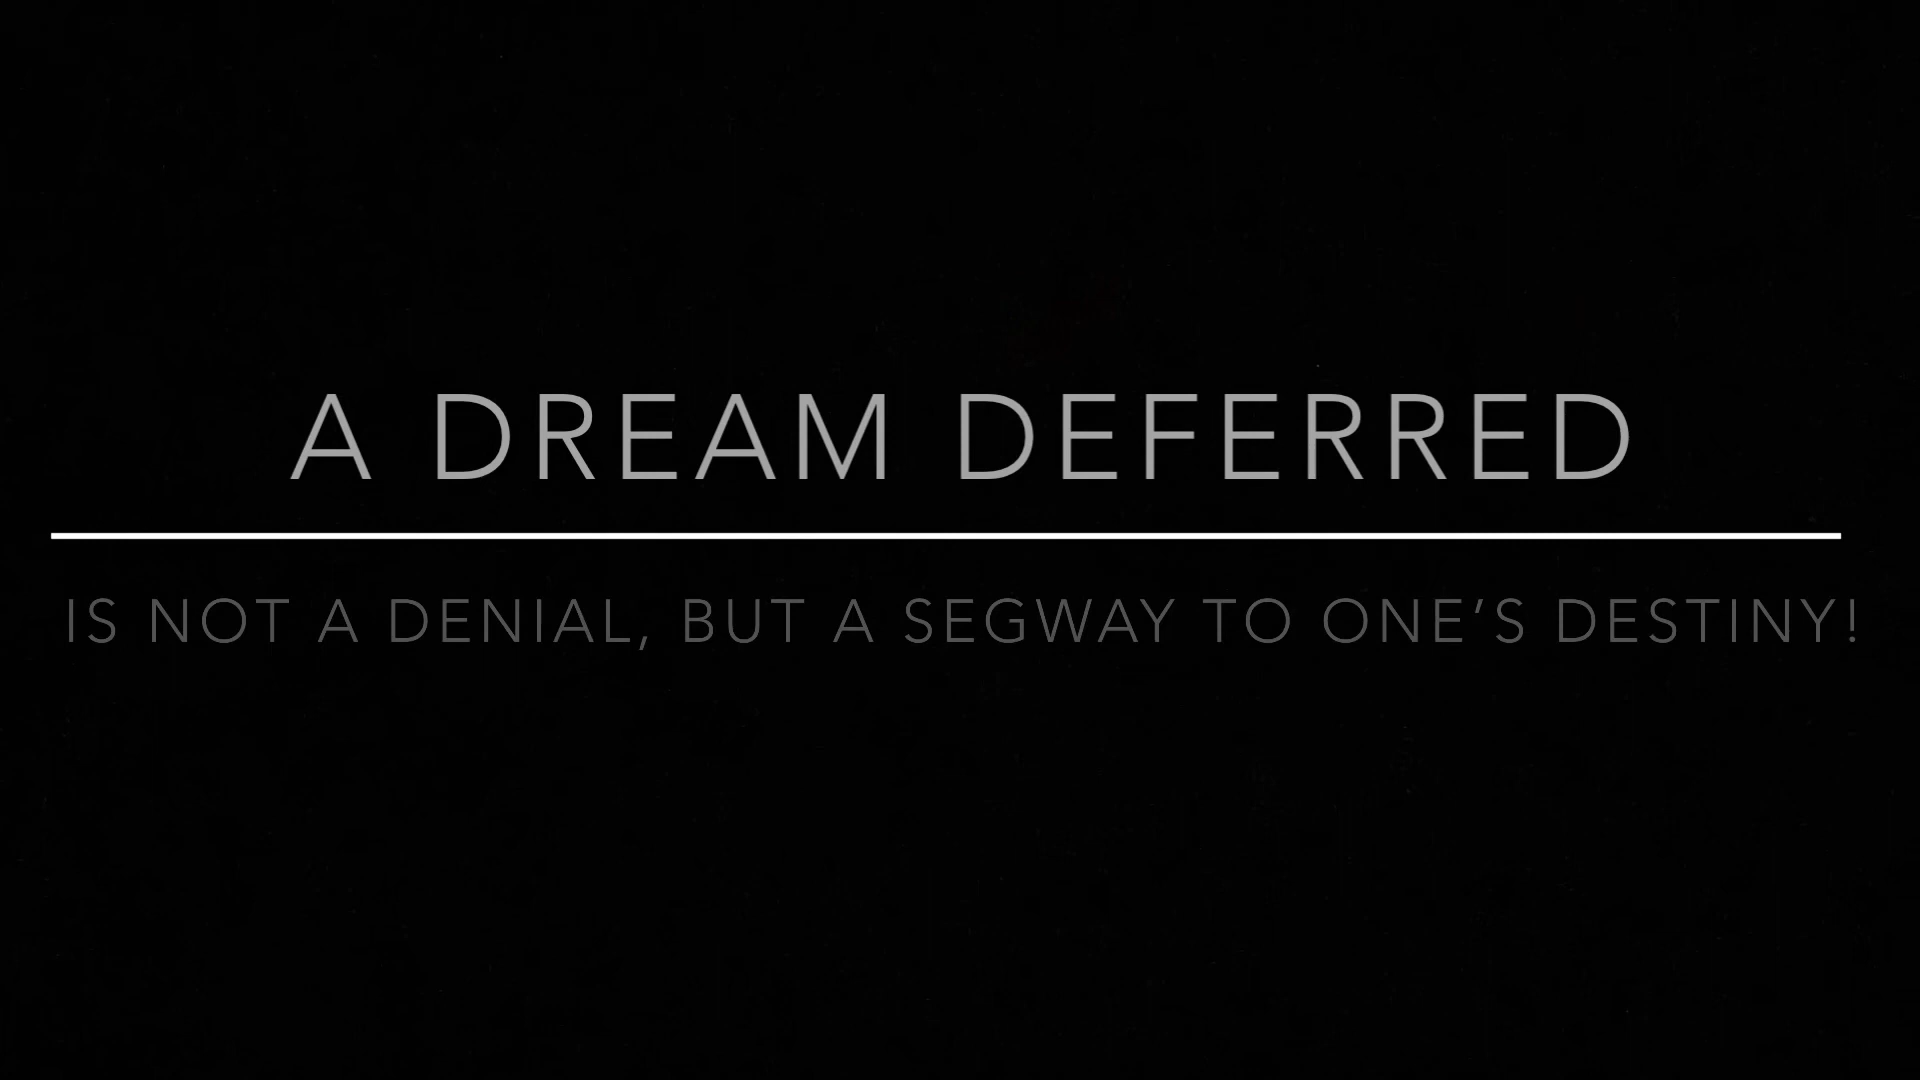 A DREAM DEFERRED
IS NOT A DENIAL, BUT A SEGWAY TO ONE’S DESTINY!